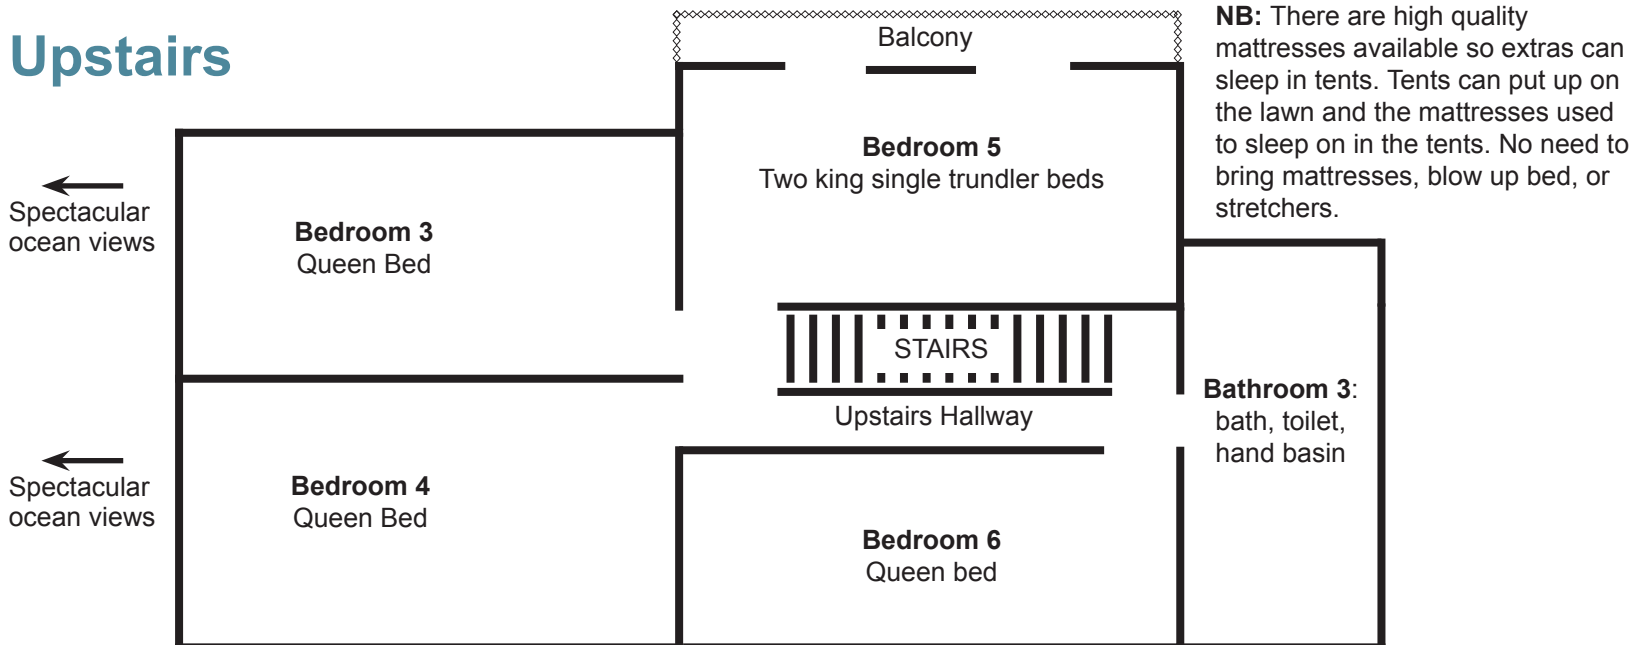 Upstairs
Balcony
NB: There are high quality
mattresses available so extras can
sleep in tents. Tents can put up on
the lawn and the mattresses used
to sleep on in the tents. No need to
bring mattresses, blow up bed, or
stretchers.
Bedroom 5
Two king single trundler beds
Spectacular
ocean views
Bedroom 3
Queen Bed
STAIRS
Upstairs Hallway
Bathroom 3:
bath, toilet,
hand basin
Spectacular
ocean views
Bedroom 4
Queen Bed
Bedroom 6
Queen bed